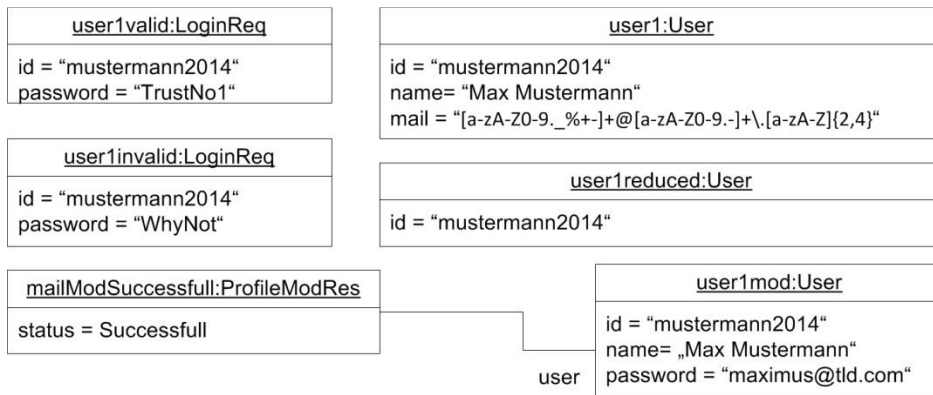 user1valid:LoginReq
id = “mustermann2014“
password = “TrustNo1“
user1:User
id = “mustermann2014“
name= “Max Mustermann“
mail = “[a-zA-Z0-9._%+-]+@[a-zA-Z0-9.-]+\.[a-zA-Z]{2,4}“
user1invalid:LoginReq
id = “mustermann2014“
password = “WhyNot“
user1reduced:User
id = “mustermann2014“
mailModSuccessfull:ProfileModRes
status = Successfull
user
user1mod:User
id = “mustermann2014“
name= „Max Mustermann“
password = “maximus@tld.com“